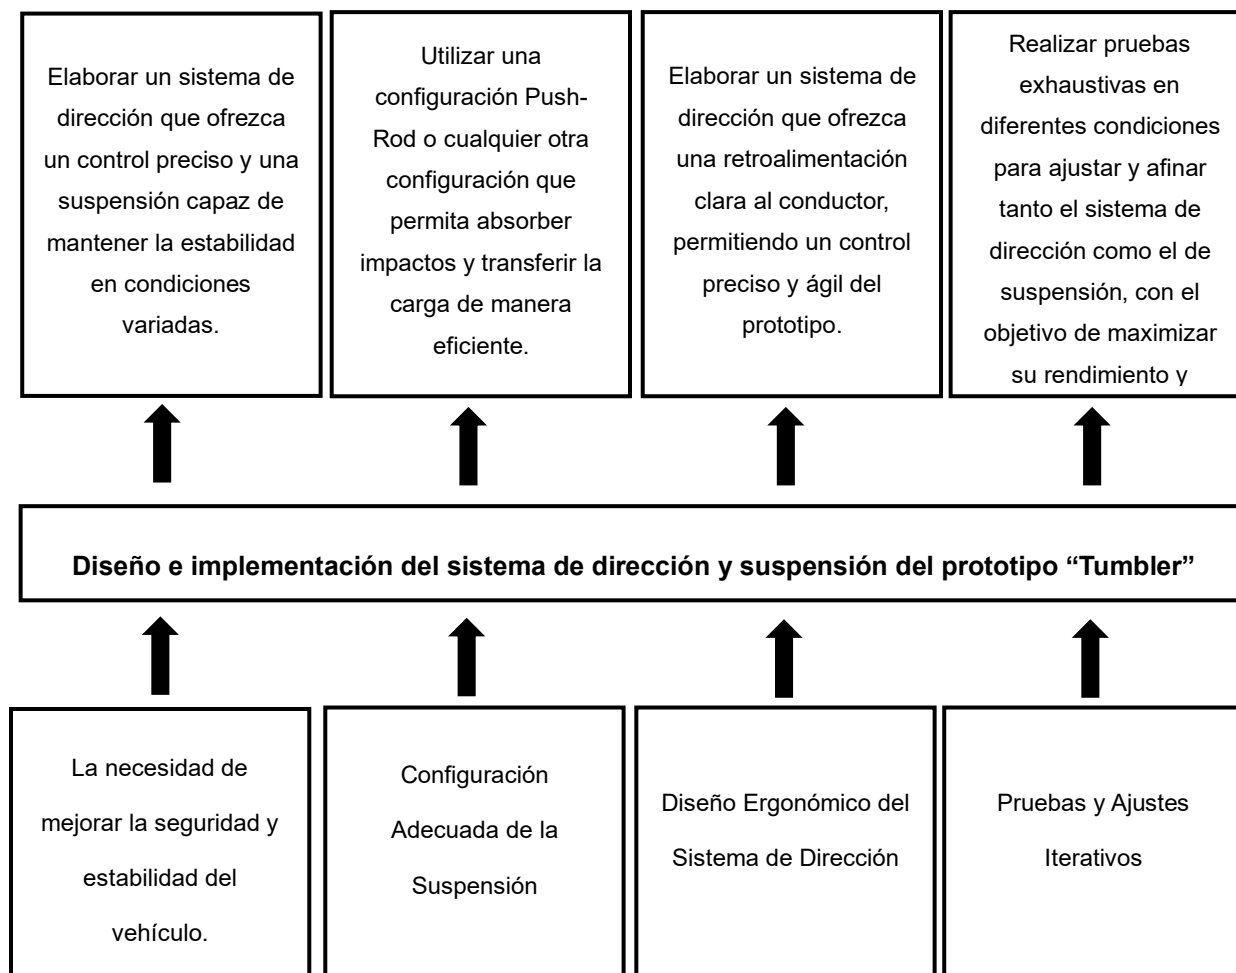 Elaborar un sistema de
dirección que ofrezca
un control preciso y una
suspensión capaz de
mantener la estabilidad
en condiciones
variadas.
Utilizar una
configuración Push-
Rod o cualquier otra
configuración que
permita absorber
impactos y transferir la
carga de manera
eficiente.
Elaborar un sistema de
dirección que ofrezca
una retroalimentación
clara al conductor,
permitiendo un control
preciso y ágil del
prototipo.
Realizar pruebas
exhaustivas en
diferentes condiciones
para ajustar y afinar
tanto el sistema de
dirección como el de
suspensión, con el
objetivo de maximizar
su rendimiento y
Diseño e implementación del sistema de dirección y suspensión del prototipo “Tumbler”
La necesidad de
mejorar la seguridad y
estabilidad del
vehículo.
Configuración
Adecuada de la
Suspensión
Diseño Ergonómico del
Sistema de Dirección
Pruebas y Ajustes
Iterativos